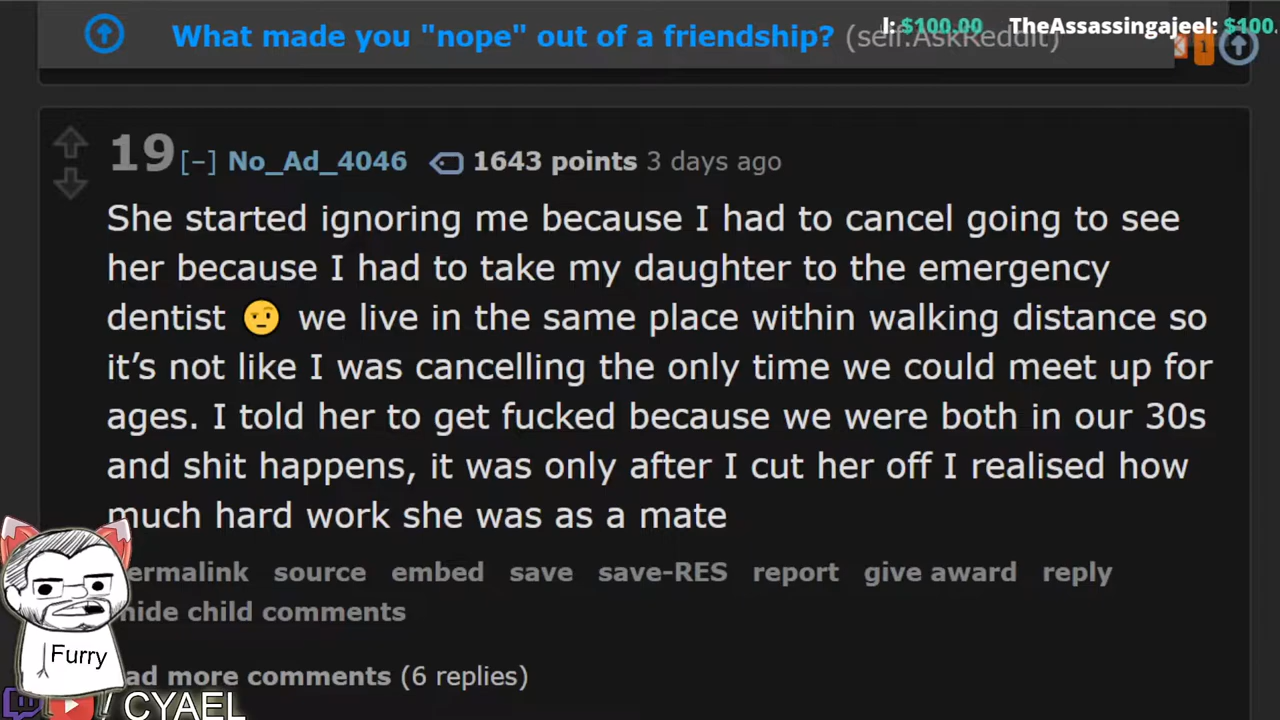 What made you "nope" out of a friendship? (self.AskReddit)
l: $100.00 TheAssassingajeel: $100.
1
19 [–] No_Ad_4046 1643 points 3 days ago
She started ignoring me because I had to cancel going to see
her because I had to take my daughter to the emergency
dentist 🤨 we live in the same place within walking distance so
it’s not like I was cancelling the only time we could meet up for
ages. I told her to get fucked because we were both in our 30s
and shit happens, it was only after I cut her off I realised how
much hard work she was as a mate
ermalink source embed save save-RES report give award reply
hide child comments
ad more comments (6 replies)
Furry
/ CYAEL